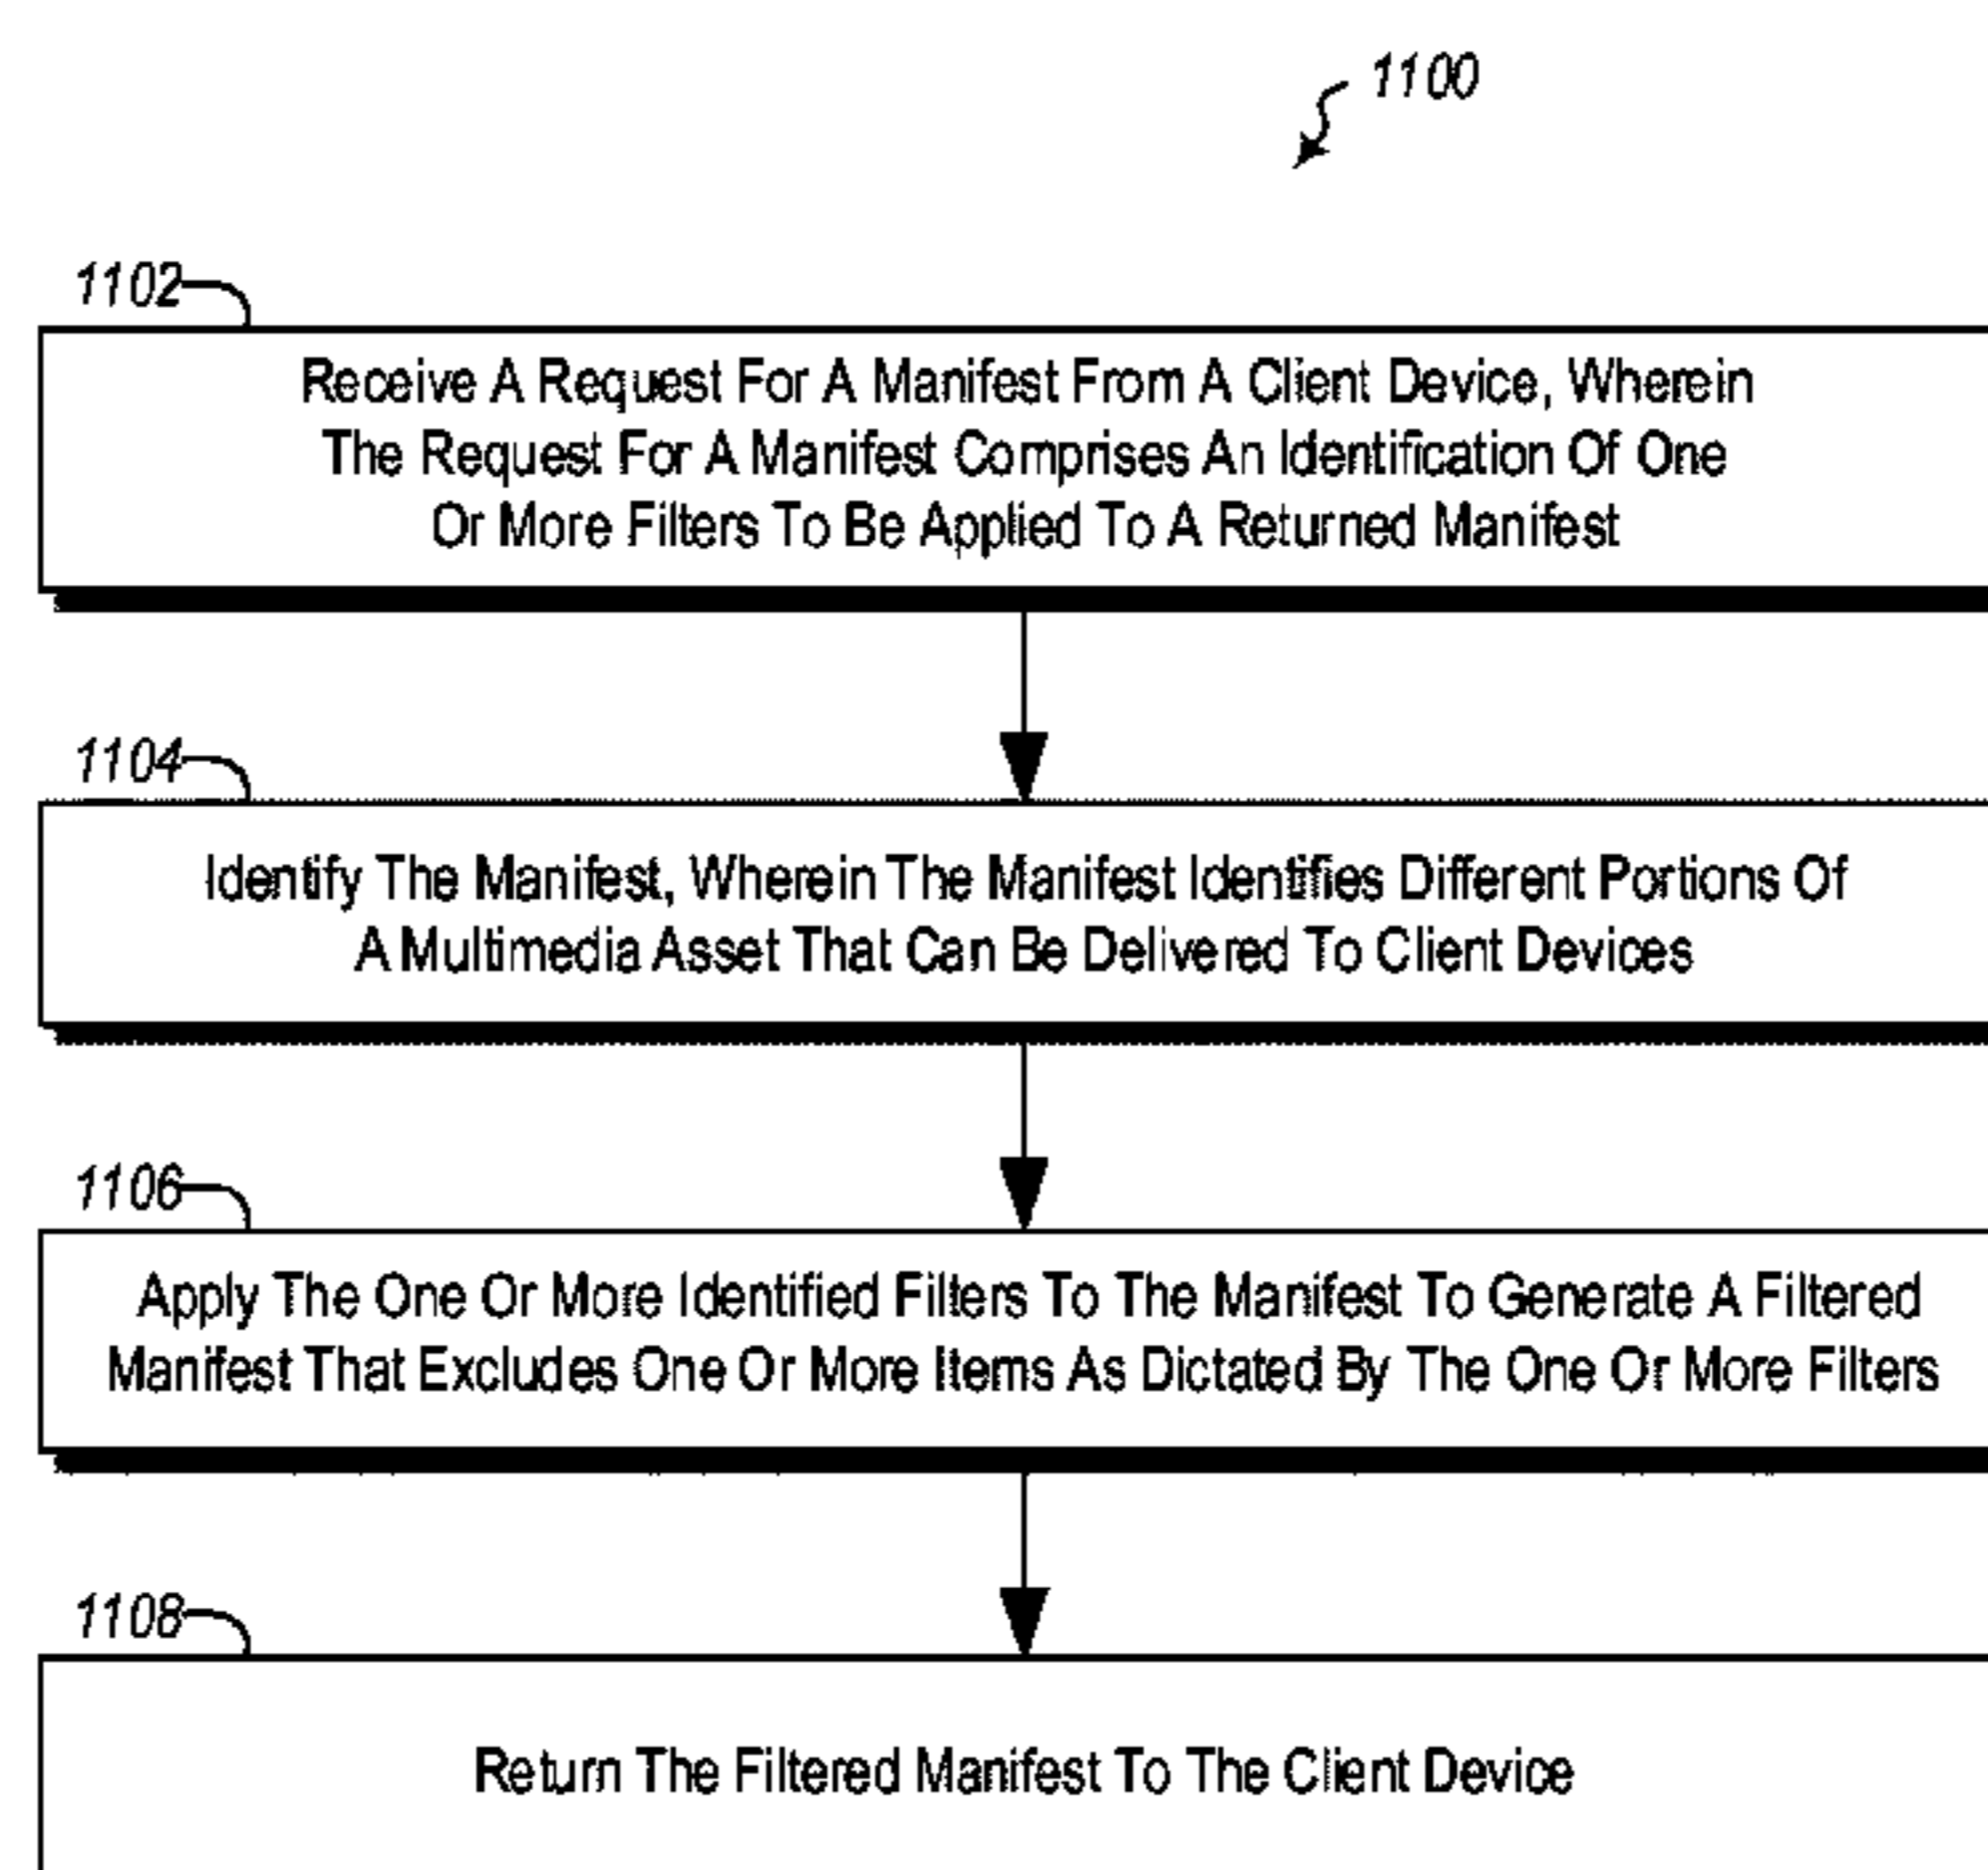 1100
1102
Receive A Request For A Manifest From A Client Device, Wherein
The Request For A Manifest Comprises An Identification Of One
Or More Filters To Be Applied To A Returned Manifest
1104
Identify The Manifest, Wherein The Manifest Identifies Different Portions Of
A Multimedia Asset That Can Be Delivered To Client Devices
1106
Apply The One Or More Identified Filters To The Manifest To Generate A Filtered
Manifest That Excludes One Or More Items As Dictated By The One Or More Filters
1108
Return The Filtered Manifest To The Client Device